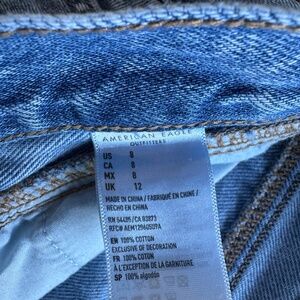 AMERICAN EAGLE
OUTFITTERS
US 8
CA 8
MX 8
UK 12
MADE IN CHINA / FABRIQUÉ EN CHINE /
HECHO EN CHINA
RN 54485 / CA 83873
EN 100% COTTON
EXCLUSIVE OF DECORATION
FR 100% COTON
À L'EXCEPTION DE LA GARNITURE
SP 100% algodón